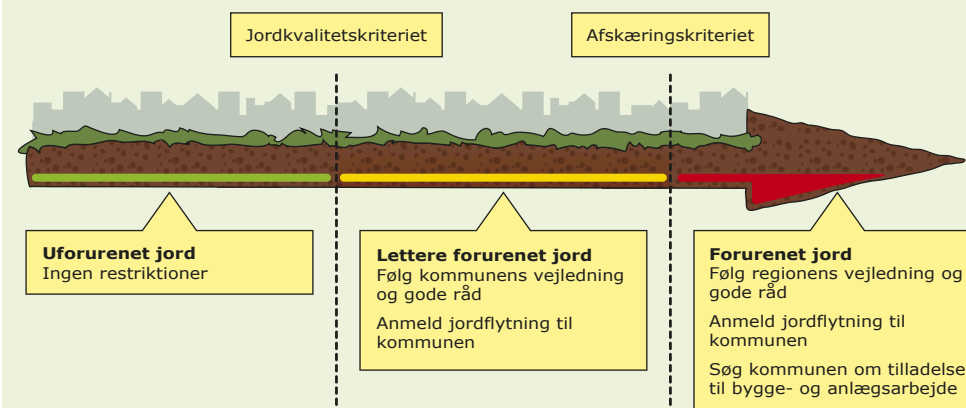 Jordkvalitetskriteriet
Afskæringskriteriet
Uforurenet jord
Ingen restriktioner
Lettere forurenet jord
Følg kommunens vejledning
og gode råd
Anmeld jordflytning til
kommunen
Forurenet jord
Følg regionens vejledning og
gode råd
Anmeld jordflytning til
kommunen
Søg kommunen om tilladelse
til bygge- og anlægsarbejde